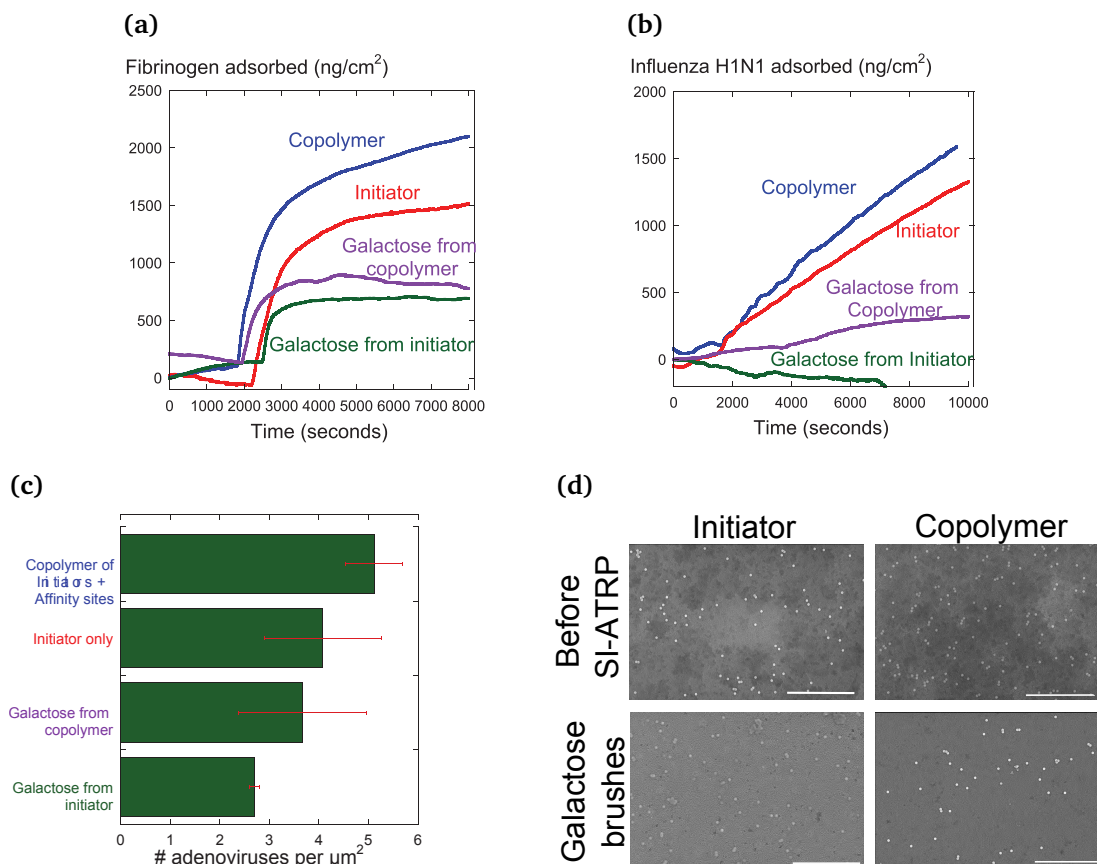 (a)
Fibrinogen adsorbed (ng/cm²)
2500
2000
1500
1000
500
0
Copolymer
Initiator
Galactose from
copolymer
Galactose from initiator
0 1000 2000 3000 4000 5000 6000 7000 8000
Time (seconds)
(b)
Influenza H1N1 adsorbed (ng/cm²)
2000
1500
1000
500
0
Copolymer
Initiator
Galactose from
Copolymer
Galactose from Initiator
0 2000 4000 6000 8000 10000
Time (seconds)
(c)
Copolymer of
+
Affinity sites
Initiator only
Galactose from
copolymer
Galactose from
initiator
0 1 2 3 4 5 6
# adenoviruses per µm²
(d)
Initiator Copolymer
Before
SI-ATRP
Galactose
brushes